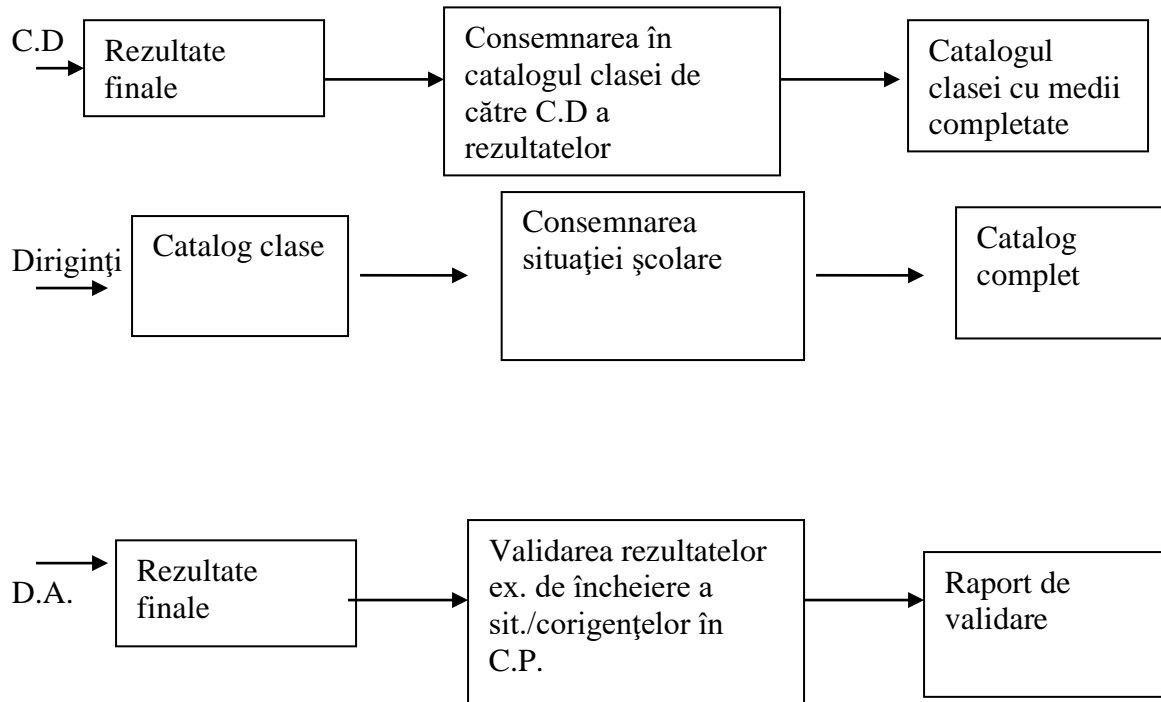 C.D
Rezultate
finale
Consemnarea în
catalogul clasei de
către C.D a
rezultatelor
Catalogul
clasei cu medii
completate
Diriginţi
Catalog clase
Consemnarea
situaţiei şcolare
Catalog
complet
D.A.
Rezultate
finale
Validarea rezultatelor
ex. de încheiere a
sit./corigenţelor în
C.P.
Raport de
validare